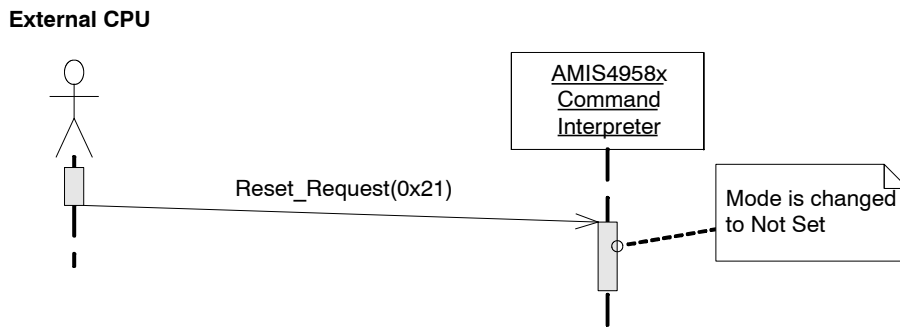 External CPU
AMIS4958x
Command
Interpreter
Reset_Request(0x21)
Mode is changed
to Not Set